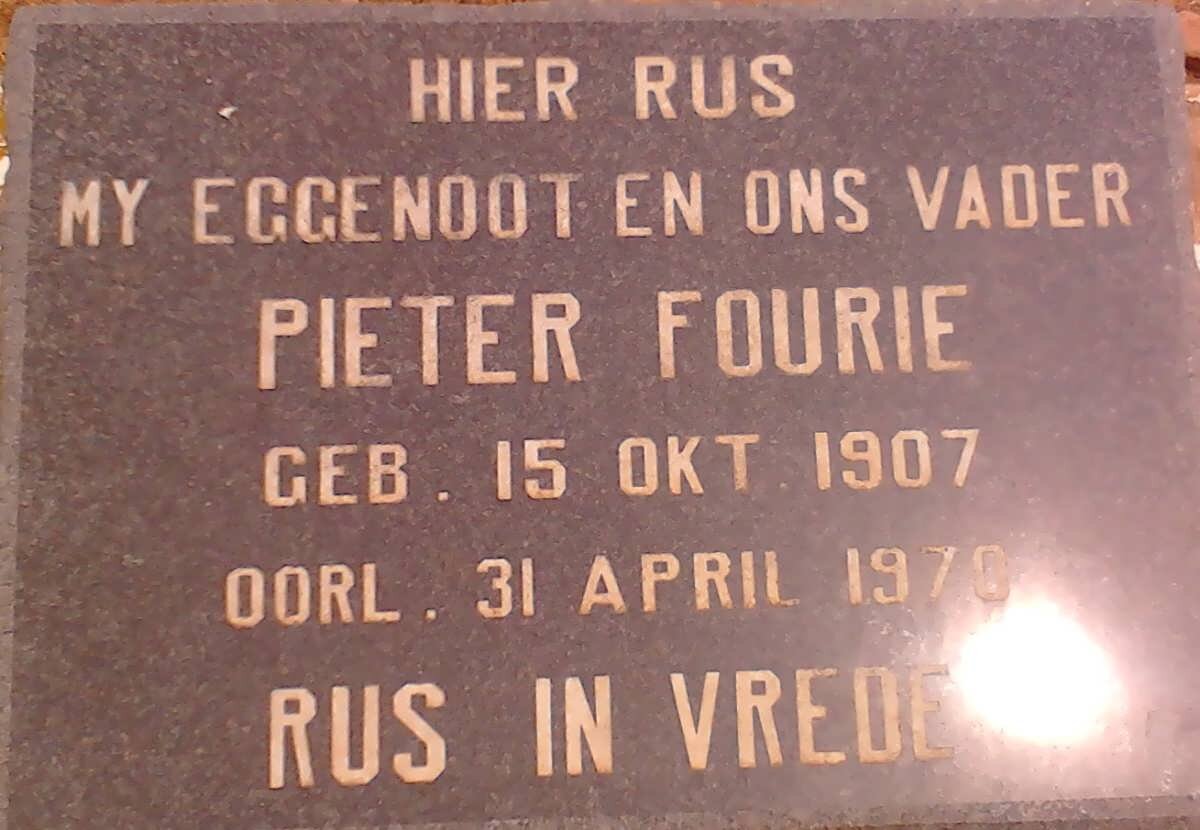 HIER RUS
MY EGGENOOT EN ONS VADER
PIETER FOURIE
GEB. 15 OKT. 1907
OORL. 31 APRIL 1970
RUS IN VREDE